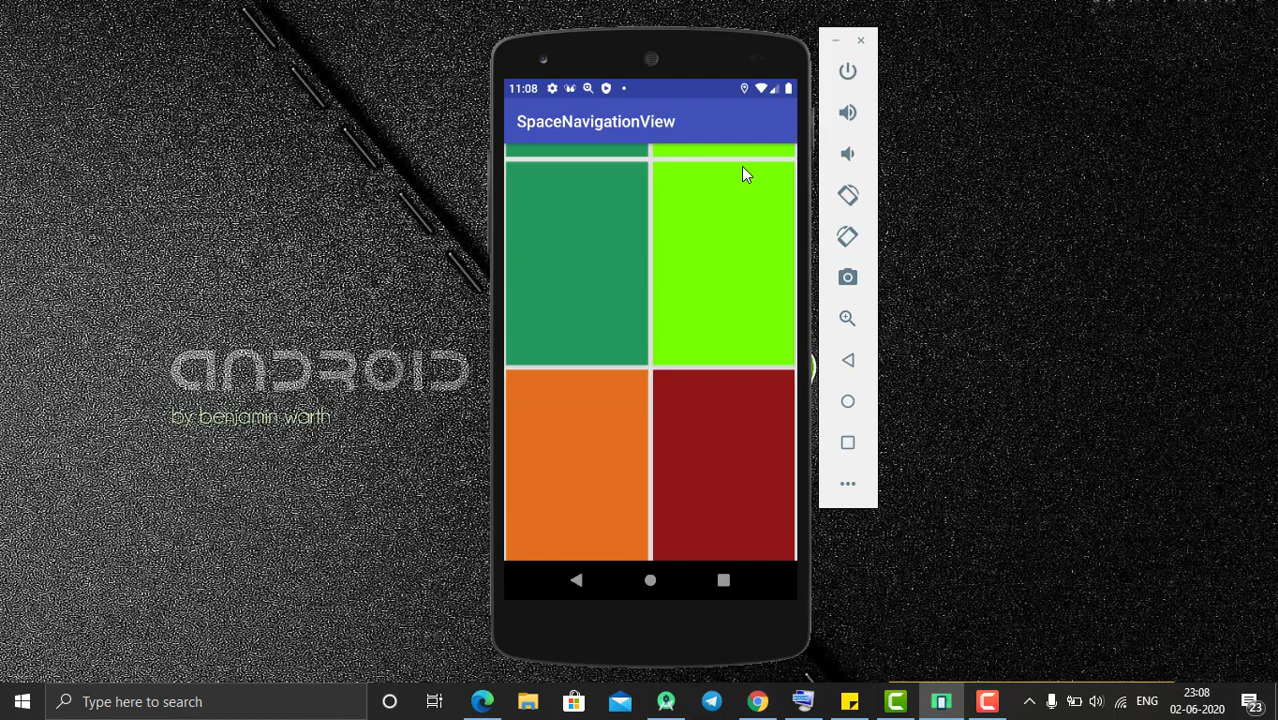 11:08
SpaceNavigationView
ANDROID
by benjamin warth
Type here to search
ENG
23:08
02-06-2020
23